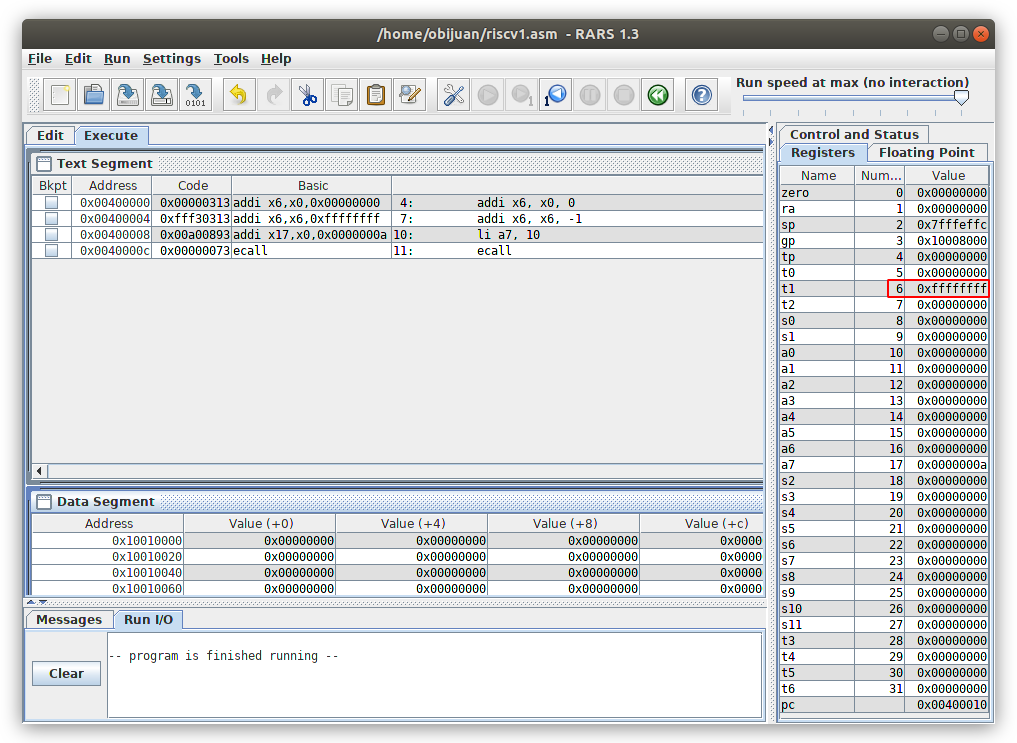 /home/obijuan/riscv1.asm  - RARS 1.3
File Edit Run Settings Tools Help
Run speed at max (no interaction)
0101
1
1
Edit Execute
Text Segment
Bkpt Address Code Basic
0x00400000 0x00000313 addi x6,x0,0x00000000 4: addi x6, x0, 0
0x00400004 0xfff30313 addi x6,x6,0xffffffff 7: addi x6, x6, -1
0x00400008 0x00a00893 addi x17,x0,0x0000000a 10: li a7, 10
0x0040000c 0x00000073 ecall 11: ecall
Data Segment
Address Value (+0) Value (+4) Value (+8) Value (+c)
0x10010000 0x00000000 0x00000000 0x00000000 0x0000
0x10010020 0x00000000 0x00000000 0x00000000 0x0000
0x10010040 0x00000000 0x00000000 0x00000000 0x0000
0x10010060 0x00000000 0x00000000 0x00000000 0x0000
Messages Run I/O
Clear
-- program is finished running --
Control and Status
Registers Floating Point
Name Num... Value
zero 0 0x00000000
ra 1 0x00000000
sp 2 0x7fffeffc
gp 3 0x10008000
tp 4 0x00000000
t0 5 0x00000000
t1 6 0xffffffff
t2 7 0x00000000
s0 8 0x00000000
s1 9 0x00000000
a0 10 0x00000000
a1 11 0x00000000
a2 12 0x00000000
a3 13 0x00000000
a4 14 0x00000000
a5 15 0x00000000
a6 16 0x00000000
a7 17 0x0000000a
s2 18 0x00000000
s3 19 0x00000000
s4 20 0x00000000
s5 21 0x00000000
s6 22 0x00000000
s7 23 0x00000000
s8 24 0x00000000
s9 25 0x00000000
s10 26 0x00000000
s11 27 0x00000000
t3 28 0x00000000
t4 29 0x00000000
t5 30 0x00000000
t6 31 0x00000000
pc 0x00400010